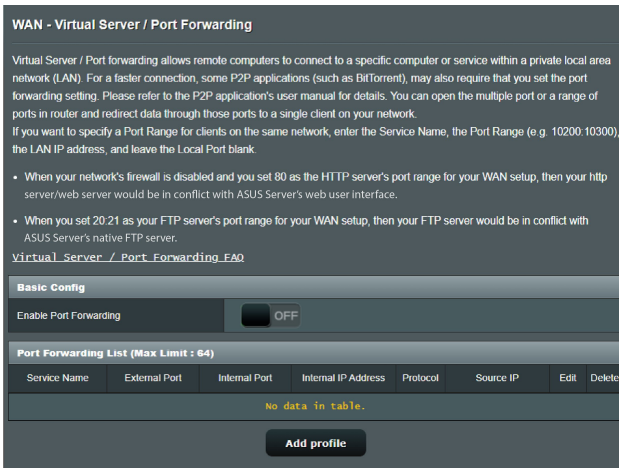 WAN - Virtual Server / Port Forwarding
Virtual Server / Port forwarding allows remote computers to connect to a specific computer or service within a private local area
network (LAN). For a faster connection, some P2P applications (such as BitTorrent), may also require that you set the port
forwarding setting. Please refer to the P2P application's user manual for details. You can open the multiple port or a range of
ports in router and redirect data through those ports to a single client on your network.
If you want to specify a Port Range for clients on the same network, enter the Service Name, the Port Range (e.g. 10200:10300),
the LAN IP address, and leave the Local Port blank.
• When your network's firewall is disabled and you set 80 as the HTTP server's port range for your WAN setup, then your http
server/web server would be in conflict with ASUS Server's web user interface.
• When you set 20:21 as your FTP server's port range for your WAN setup, then your FTP server would be in conflict with
ASUS Server's native FTP server.
Virtual Server / Port Forwarding FAQ
Basic Config
Enable Port Forwarding OFF
Port Forwarding List (Max Limit : 64)
Service Name External Port Internal Port Internal IP Address Protocol Source IP Edit Delete
No data in table.
Add profile